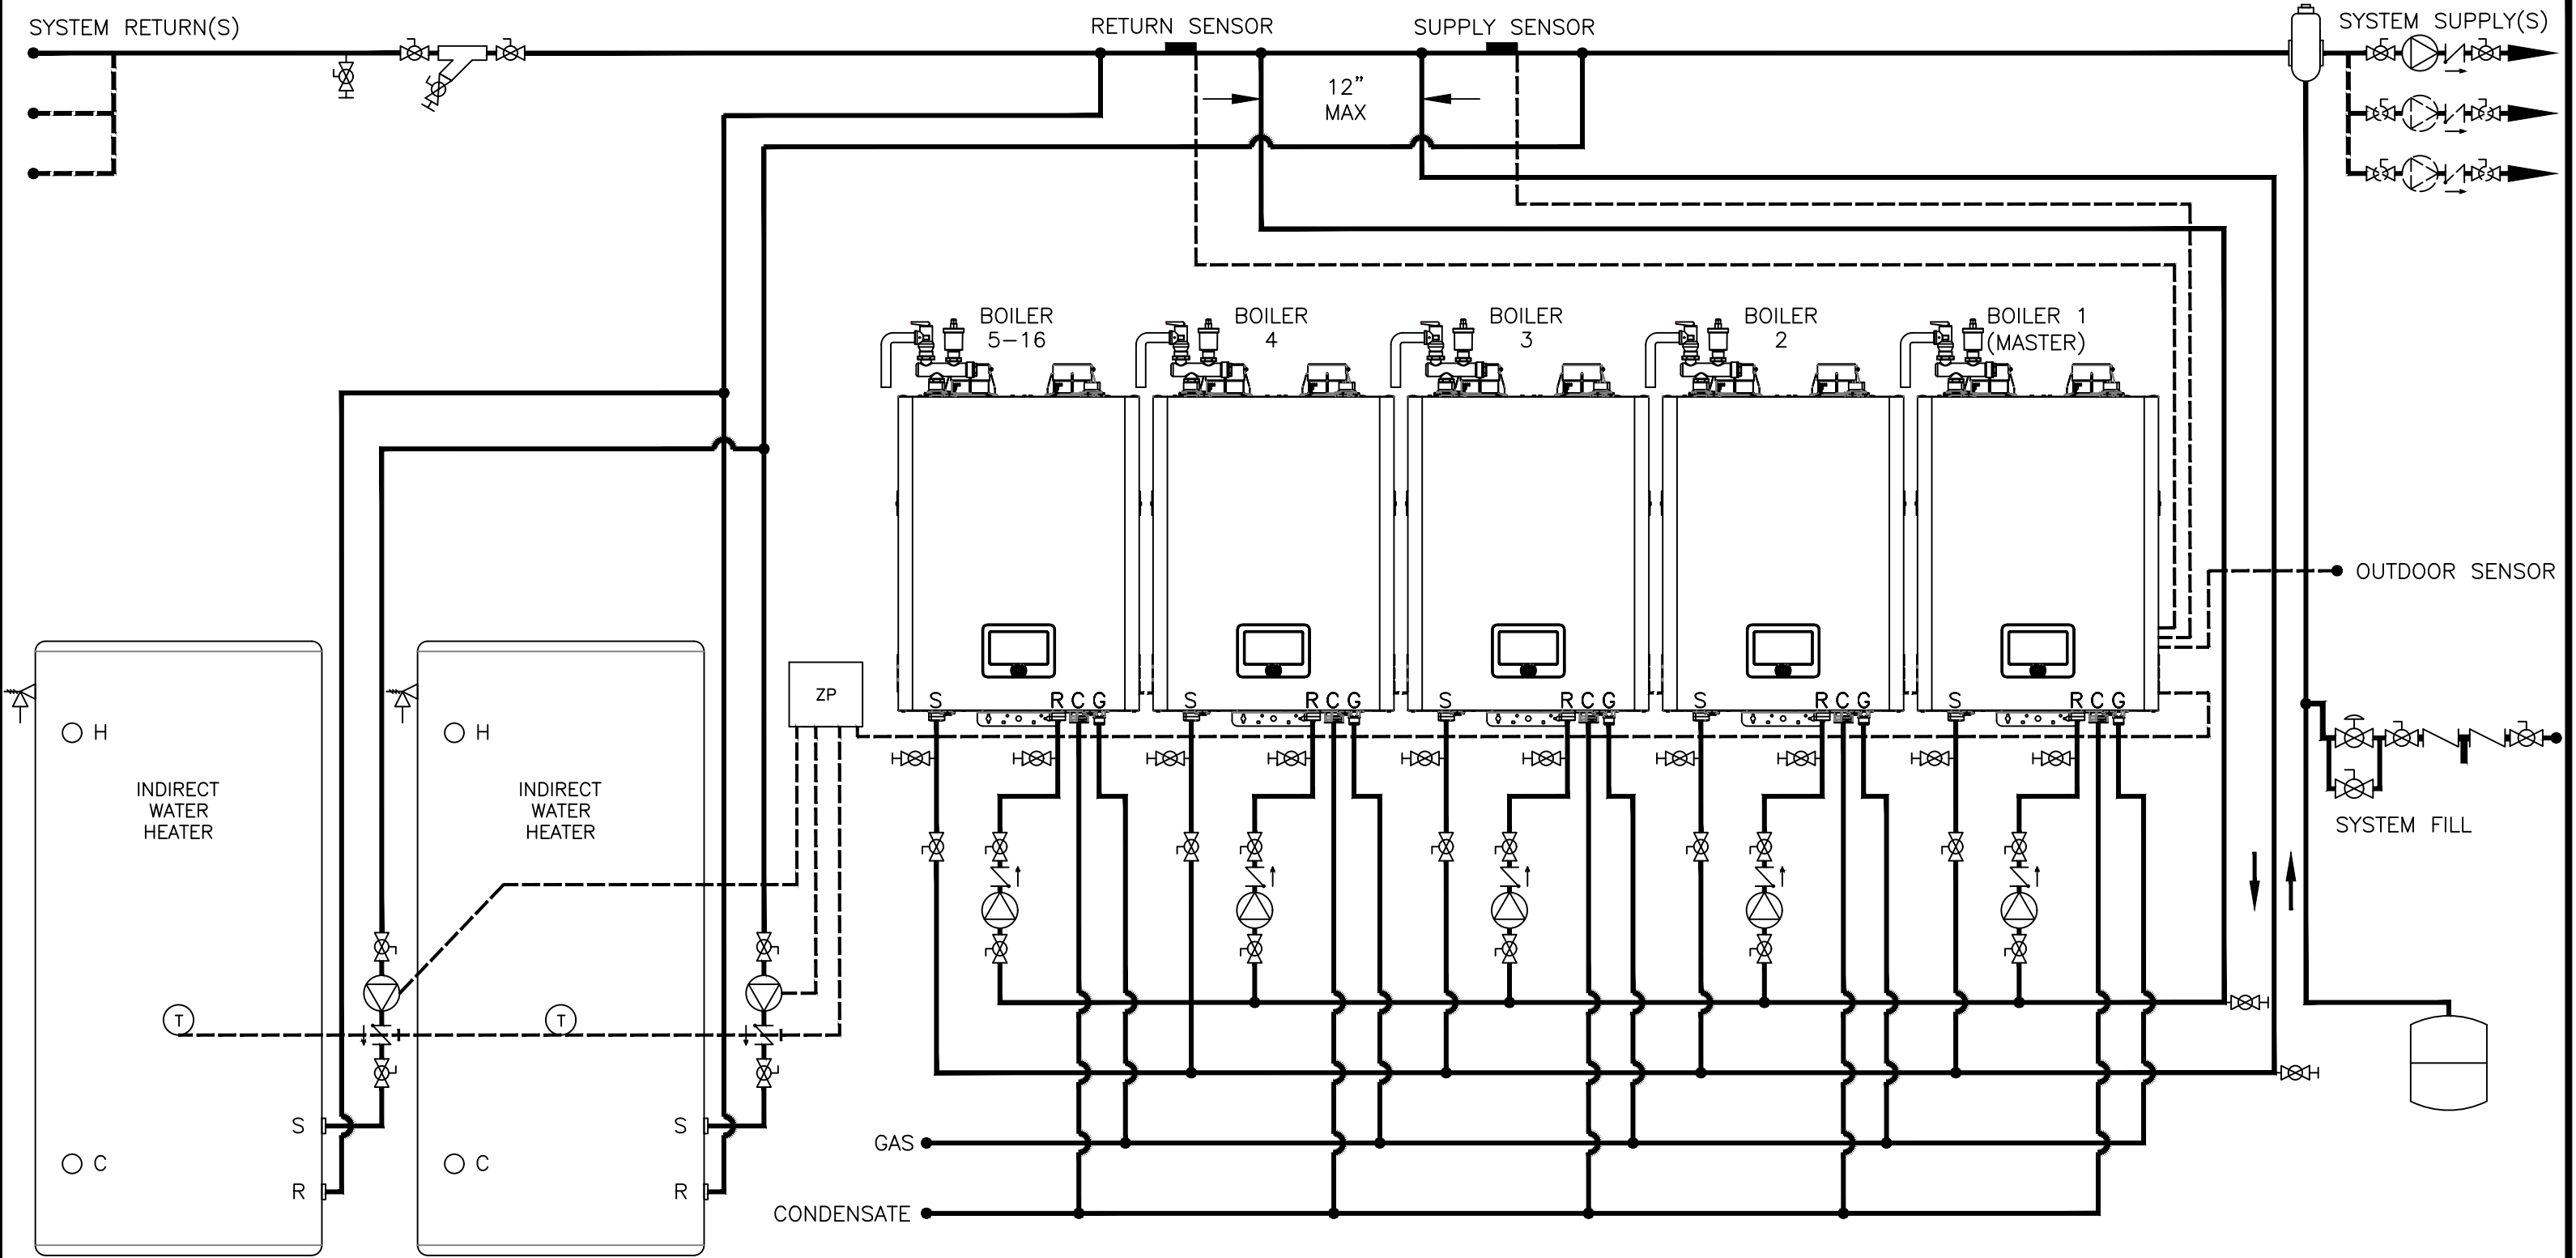 SYSTEM RETURN(S)
RETURN SENSOR
SUPPLY SENSOR
SYSTEM SUPPLY(S)
12”
MAX
BOILER
5-16
BOILER
4
BOILER
3
BOILER
2
BOILER 1
(MASTER)
OUTDOOR SENSOR
ZP
S R C G
S R C G
S R C G
S R C G
S R C G
H
H
INDIRECT
WATER
HEATER
INDIRECT
WATER
HEATER
SYSTEM FILL
T
T
S
S
GAS
C
C
R
R
CONDENSATE